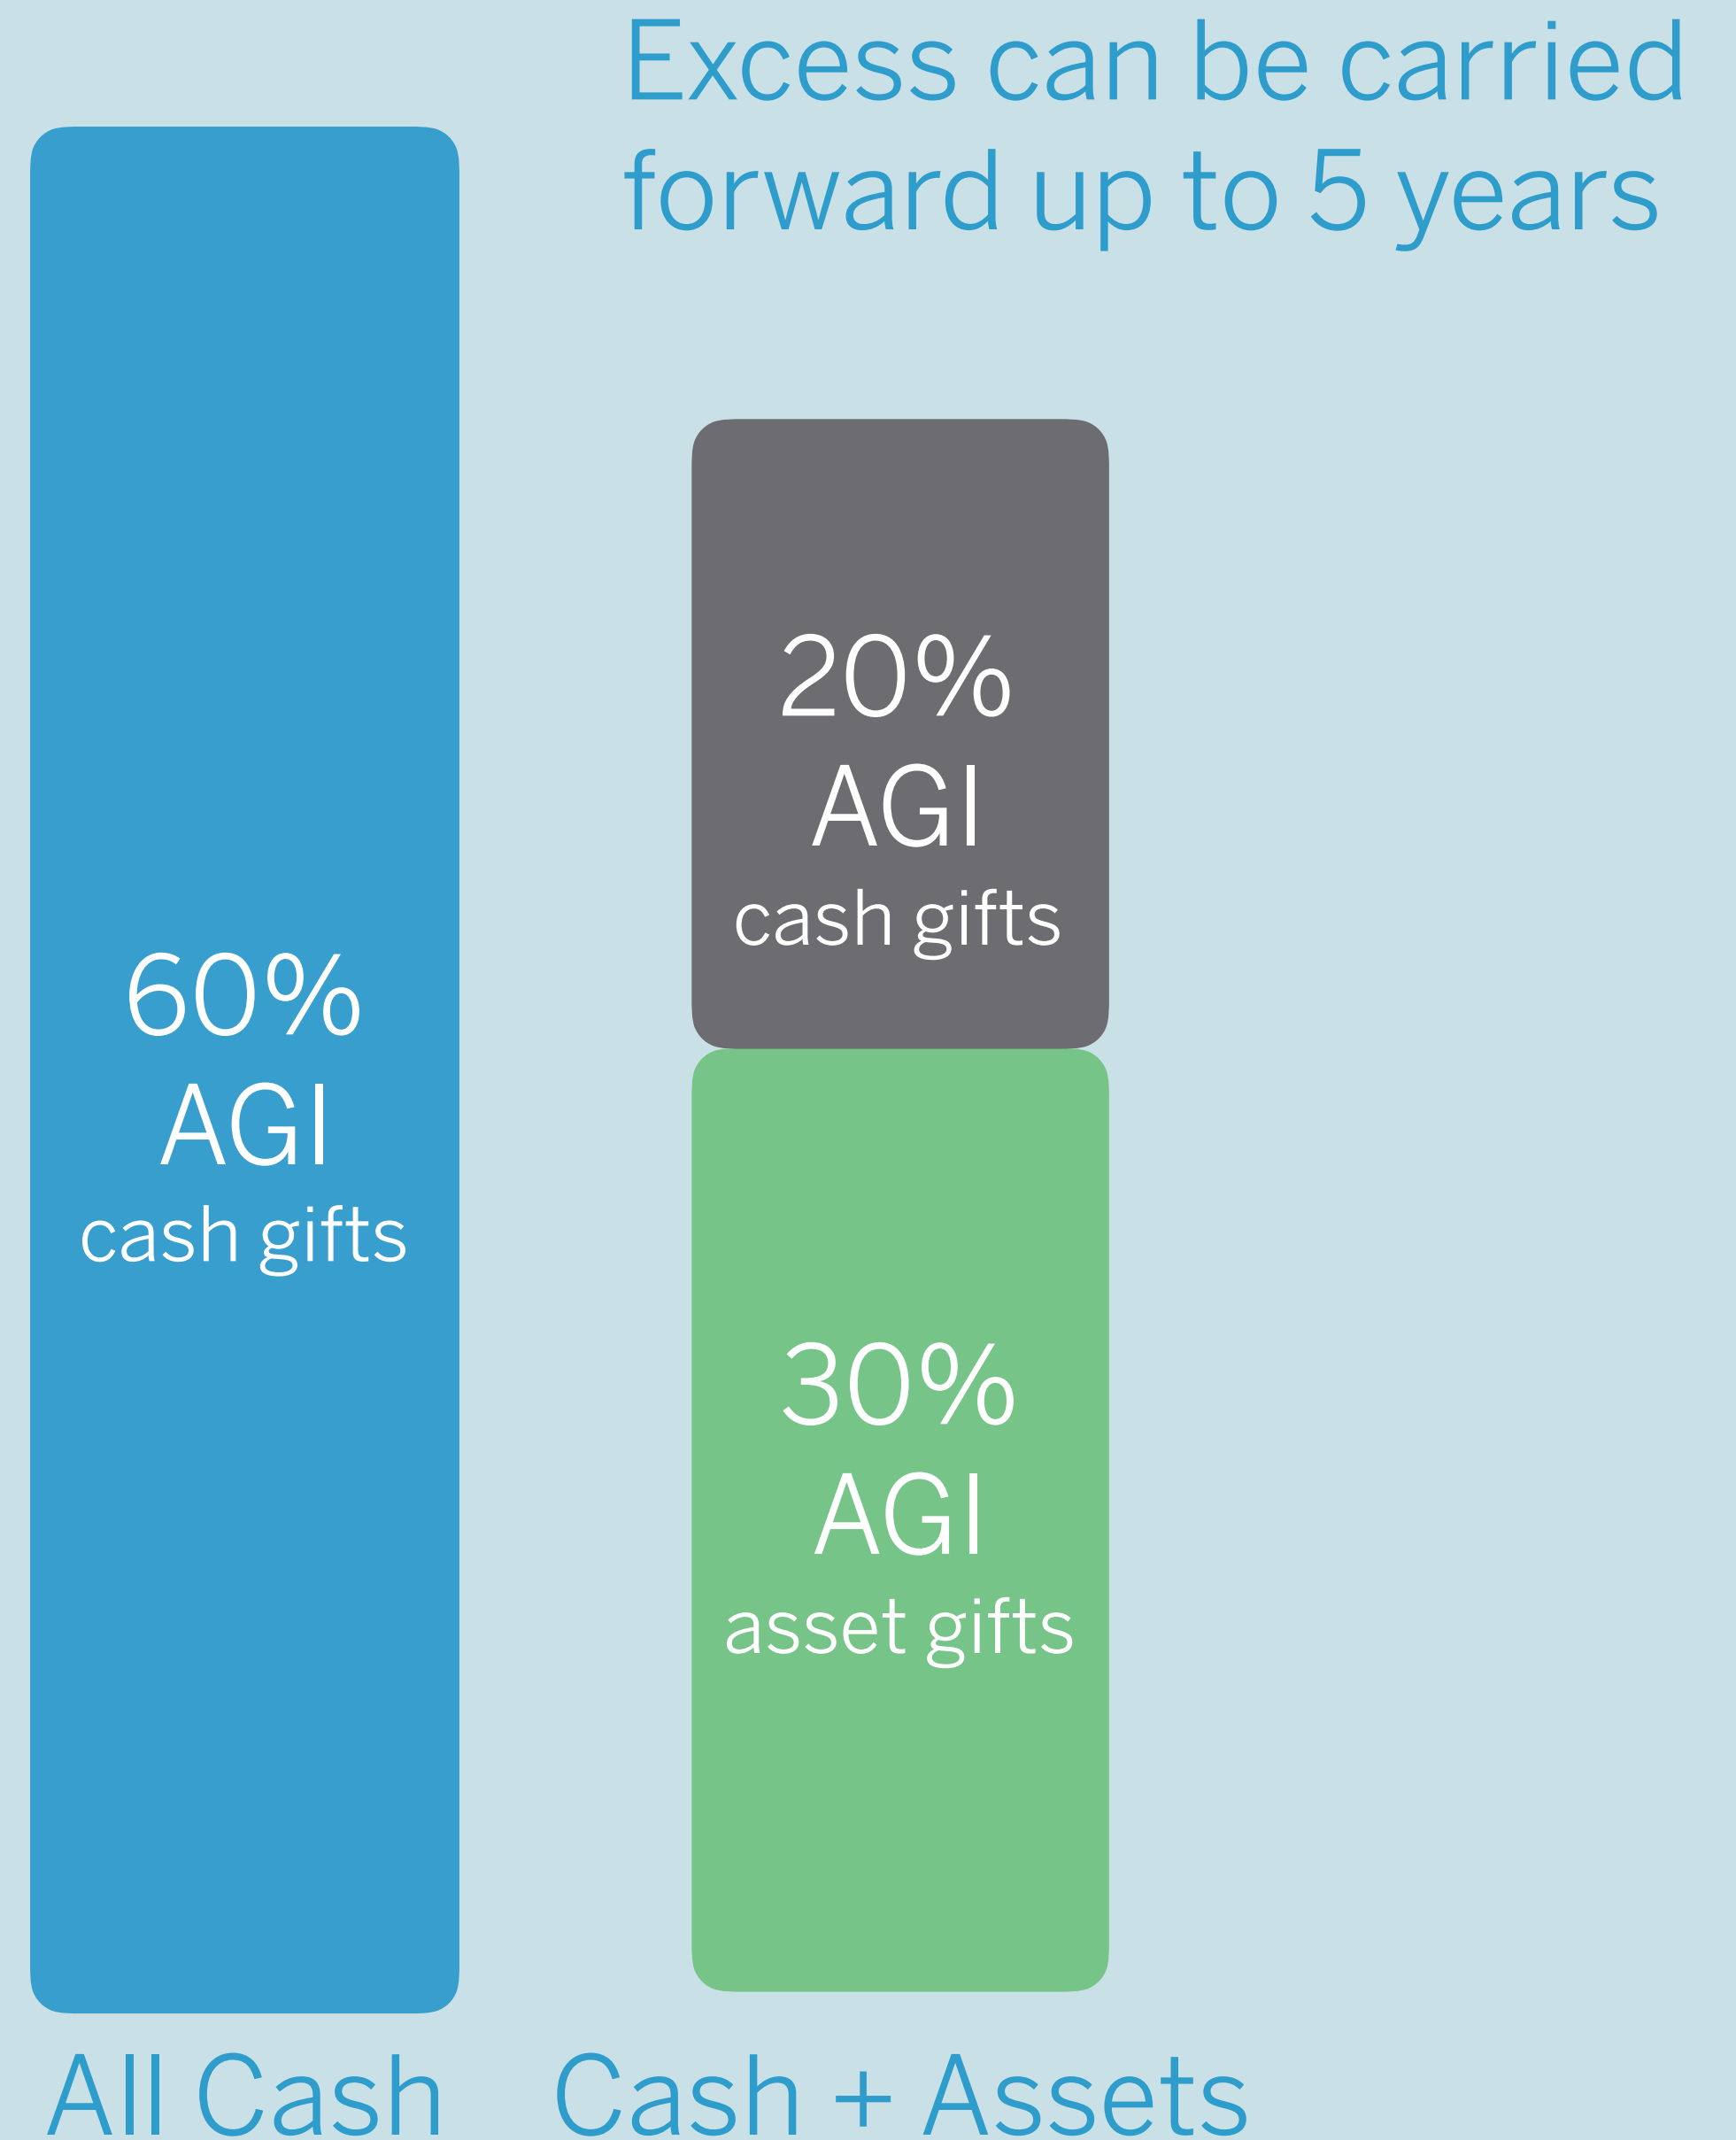 Excess can be carried
forward up to 5 years
60%
AGI
cash gifts
20%
AGI
cash gifts
30%
AGI
asset gifts
All Cash
Cash + Assets